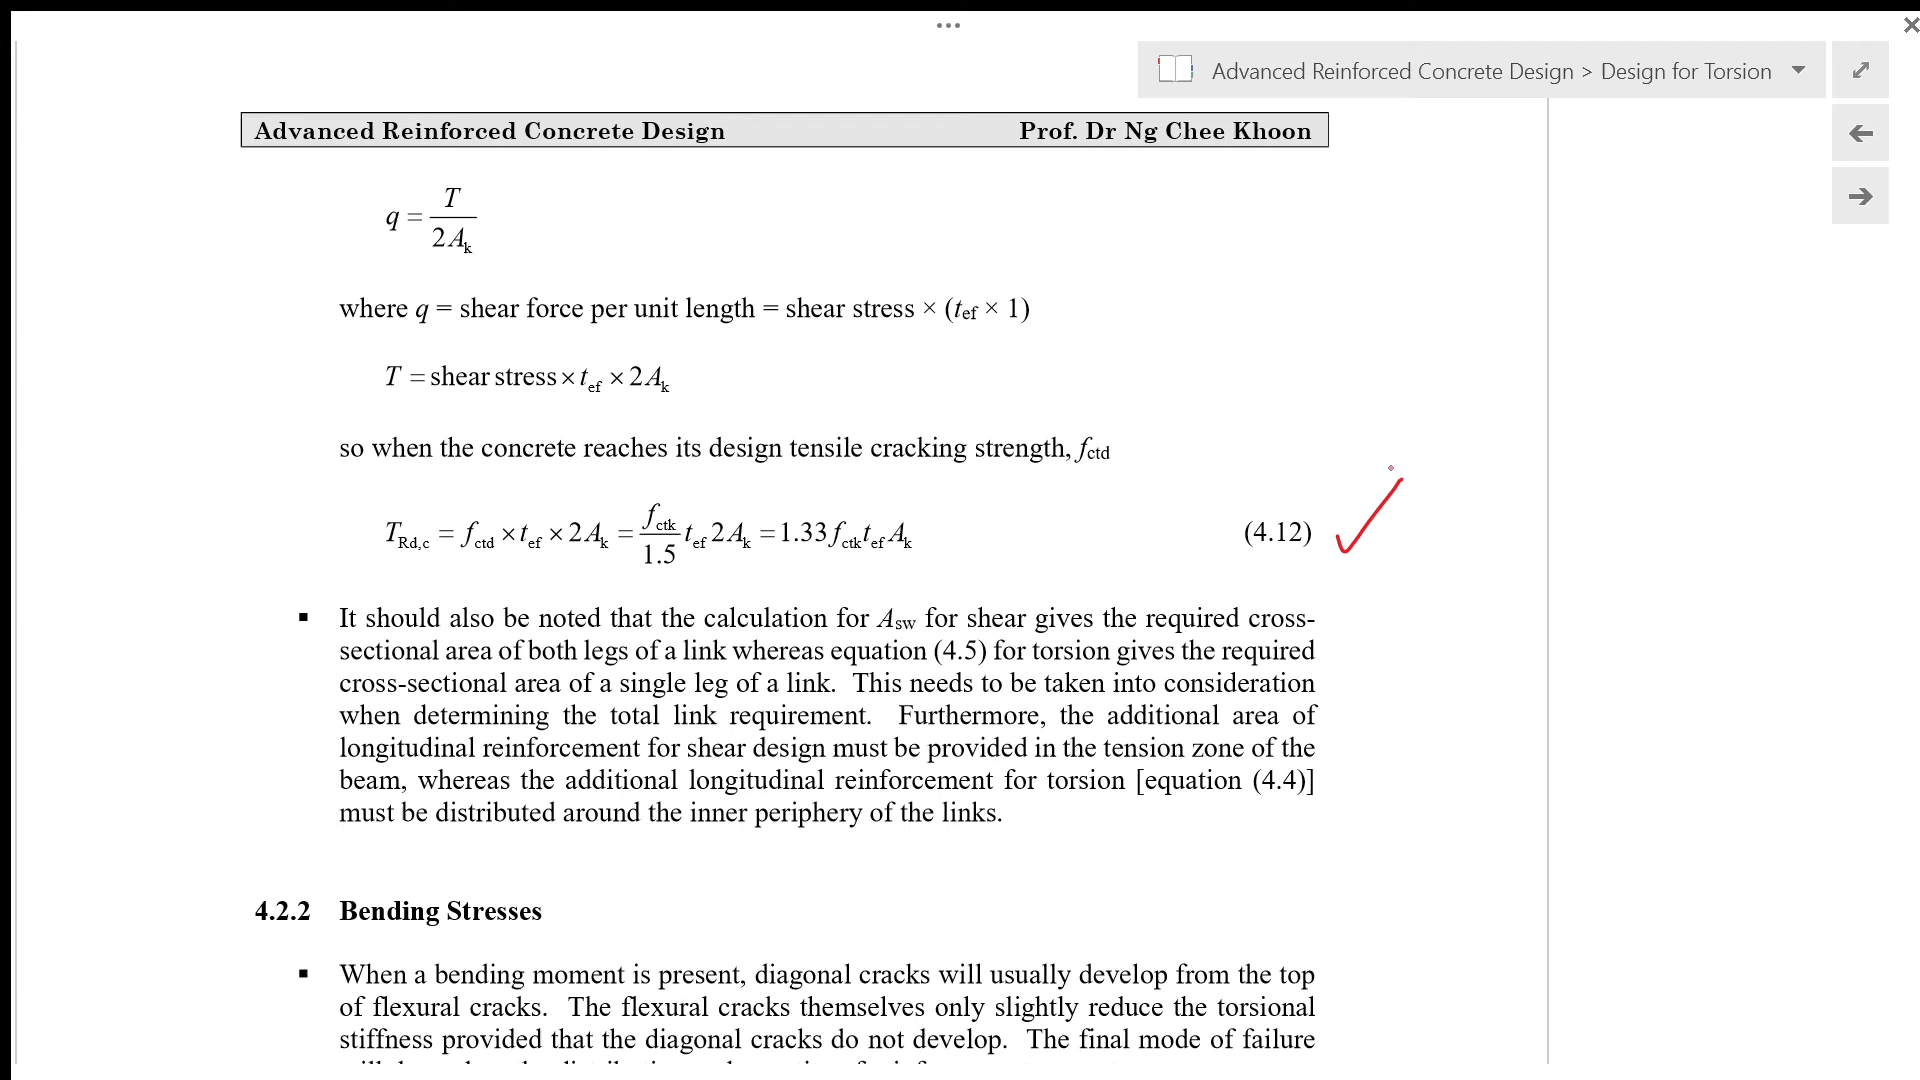 Advanced Reinforced Concrete Design > Design for Torsion
Advanced Reinforced Concrete Design Prof. Dr Ng Chee Khoon
q = T / 2A_k
where q = shear force per unit length = shear stress × (t_ef × 1)
T = shear stress × t_ef × 2A_k
so when the concrete reaches its design tensile cracking strength, f_ctd
T_Rd,c = f_ctd × t_ef × 2A_k = f_ctk / 1.5 t_ef 2A_k = 1.33 f_ctk t_ef A_k (4.12)
▪ It should also be noted that the calculation for A_sw for shear gives the required cross-
sectional area of both legs of a link whereas equation (4.5) for torsion gives the required
cross-sectional area of a single leg of a link. This needs to be taken into consideration
when determining the total link requirement. Furthermore, the additional area of
longitudinal reinforcement for shear design must be provided in the tension zone of the
beam, whereas the additional longitudinal reinforcement for torsion [equation (4.4)]
must be distributed around the inner periphery of the links.
4.2.2 Bending Stresses
▪ When a bending moment is present, diagonal cracks will usually develop from the top
of flexural cracks. The flexural cracks themselves only slightly reduce the torsional
stiffness provided that the diagonal cracks do not develop. The final mode of failure